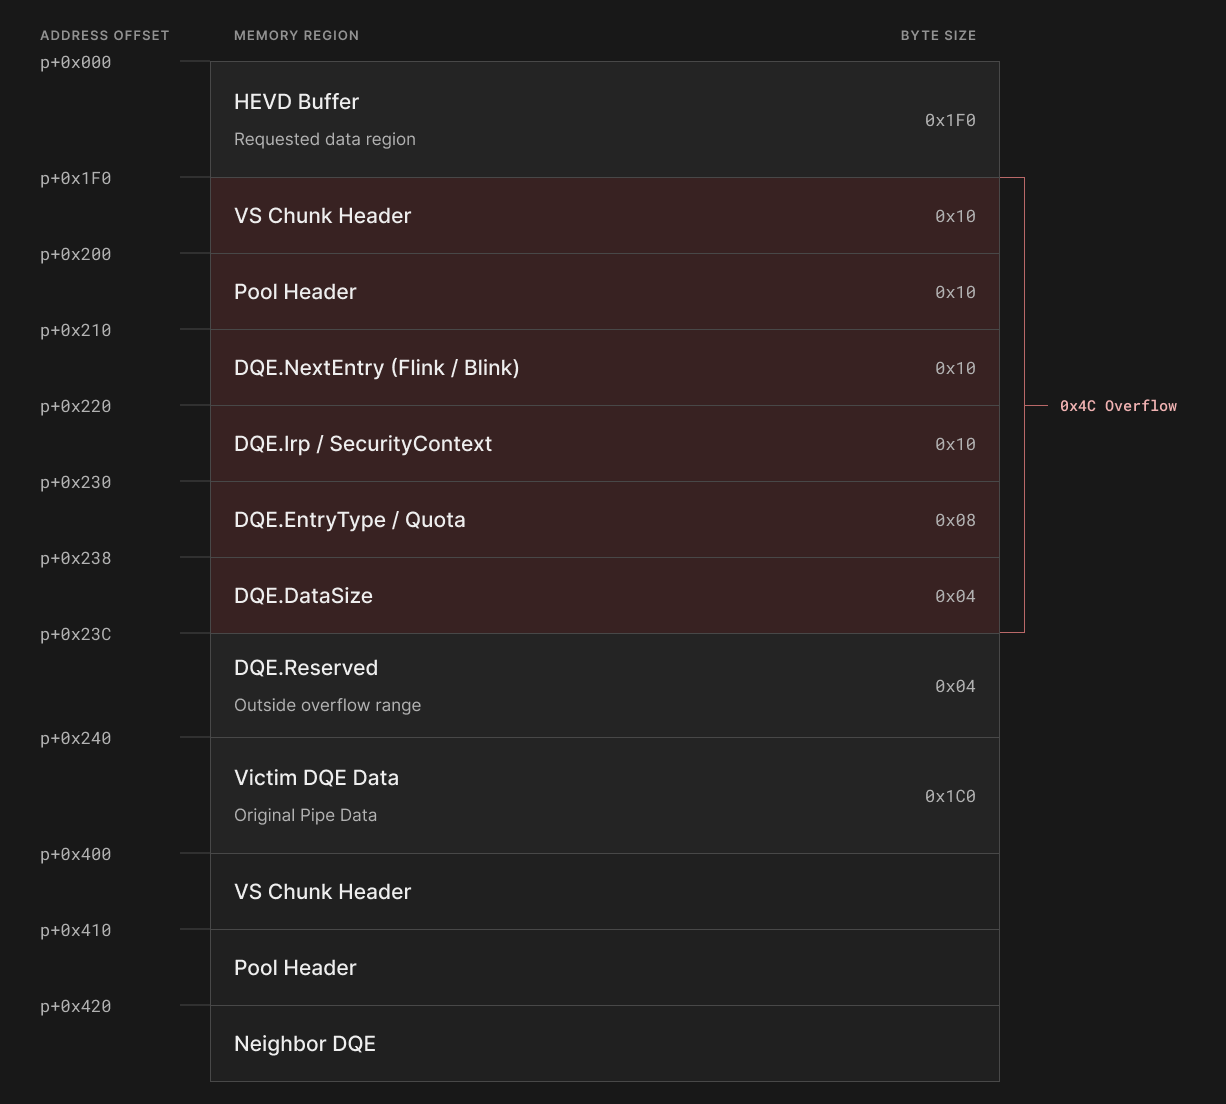 ADDRESS OFFSET MEMORY REGION BYTE SIZE
p+0x000
HEVD Buffer
Requested data region
0x1F0
p+0x1F0
VS Chunk Header 0x10
p+0x200
Pool Header 0x10
p+0x210
DQE.NextEntry (Flink / Blink) 0x10
p+0x220
0x4C Overflow
DQE.Irp / SecurityContext 0x10
p+0x230
DQE.EntryType / Quota 0x08
p+0x238
DQE.DataSize 0x04
p+0x23C
DQE.Reserved
Outside overflow range
0x04
p+0x240
Victim DQE Data
Original Pipe Data
0x1C0
p+0x400
VS Chunk Header
p+0x410
Pool Header
p+0x420
Neighbor DQE